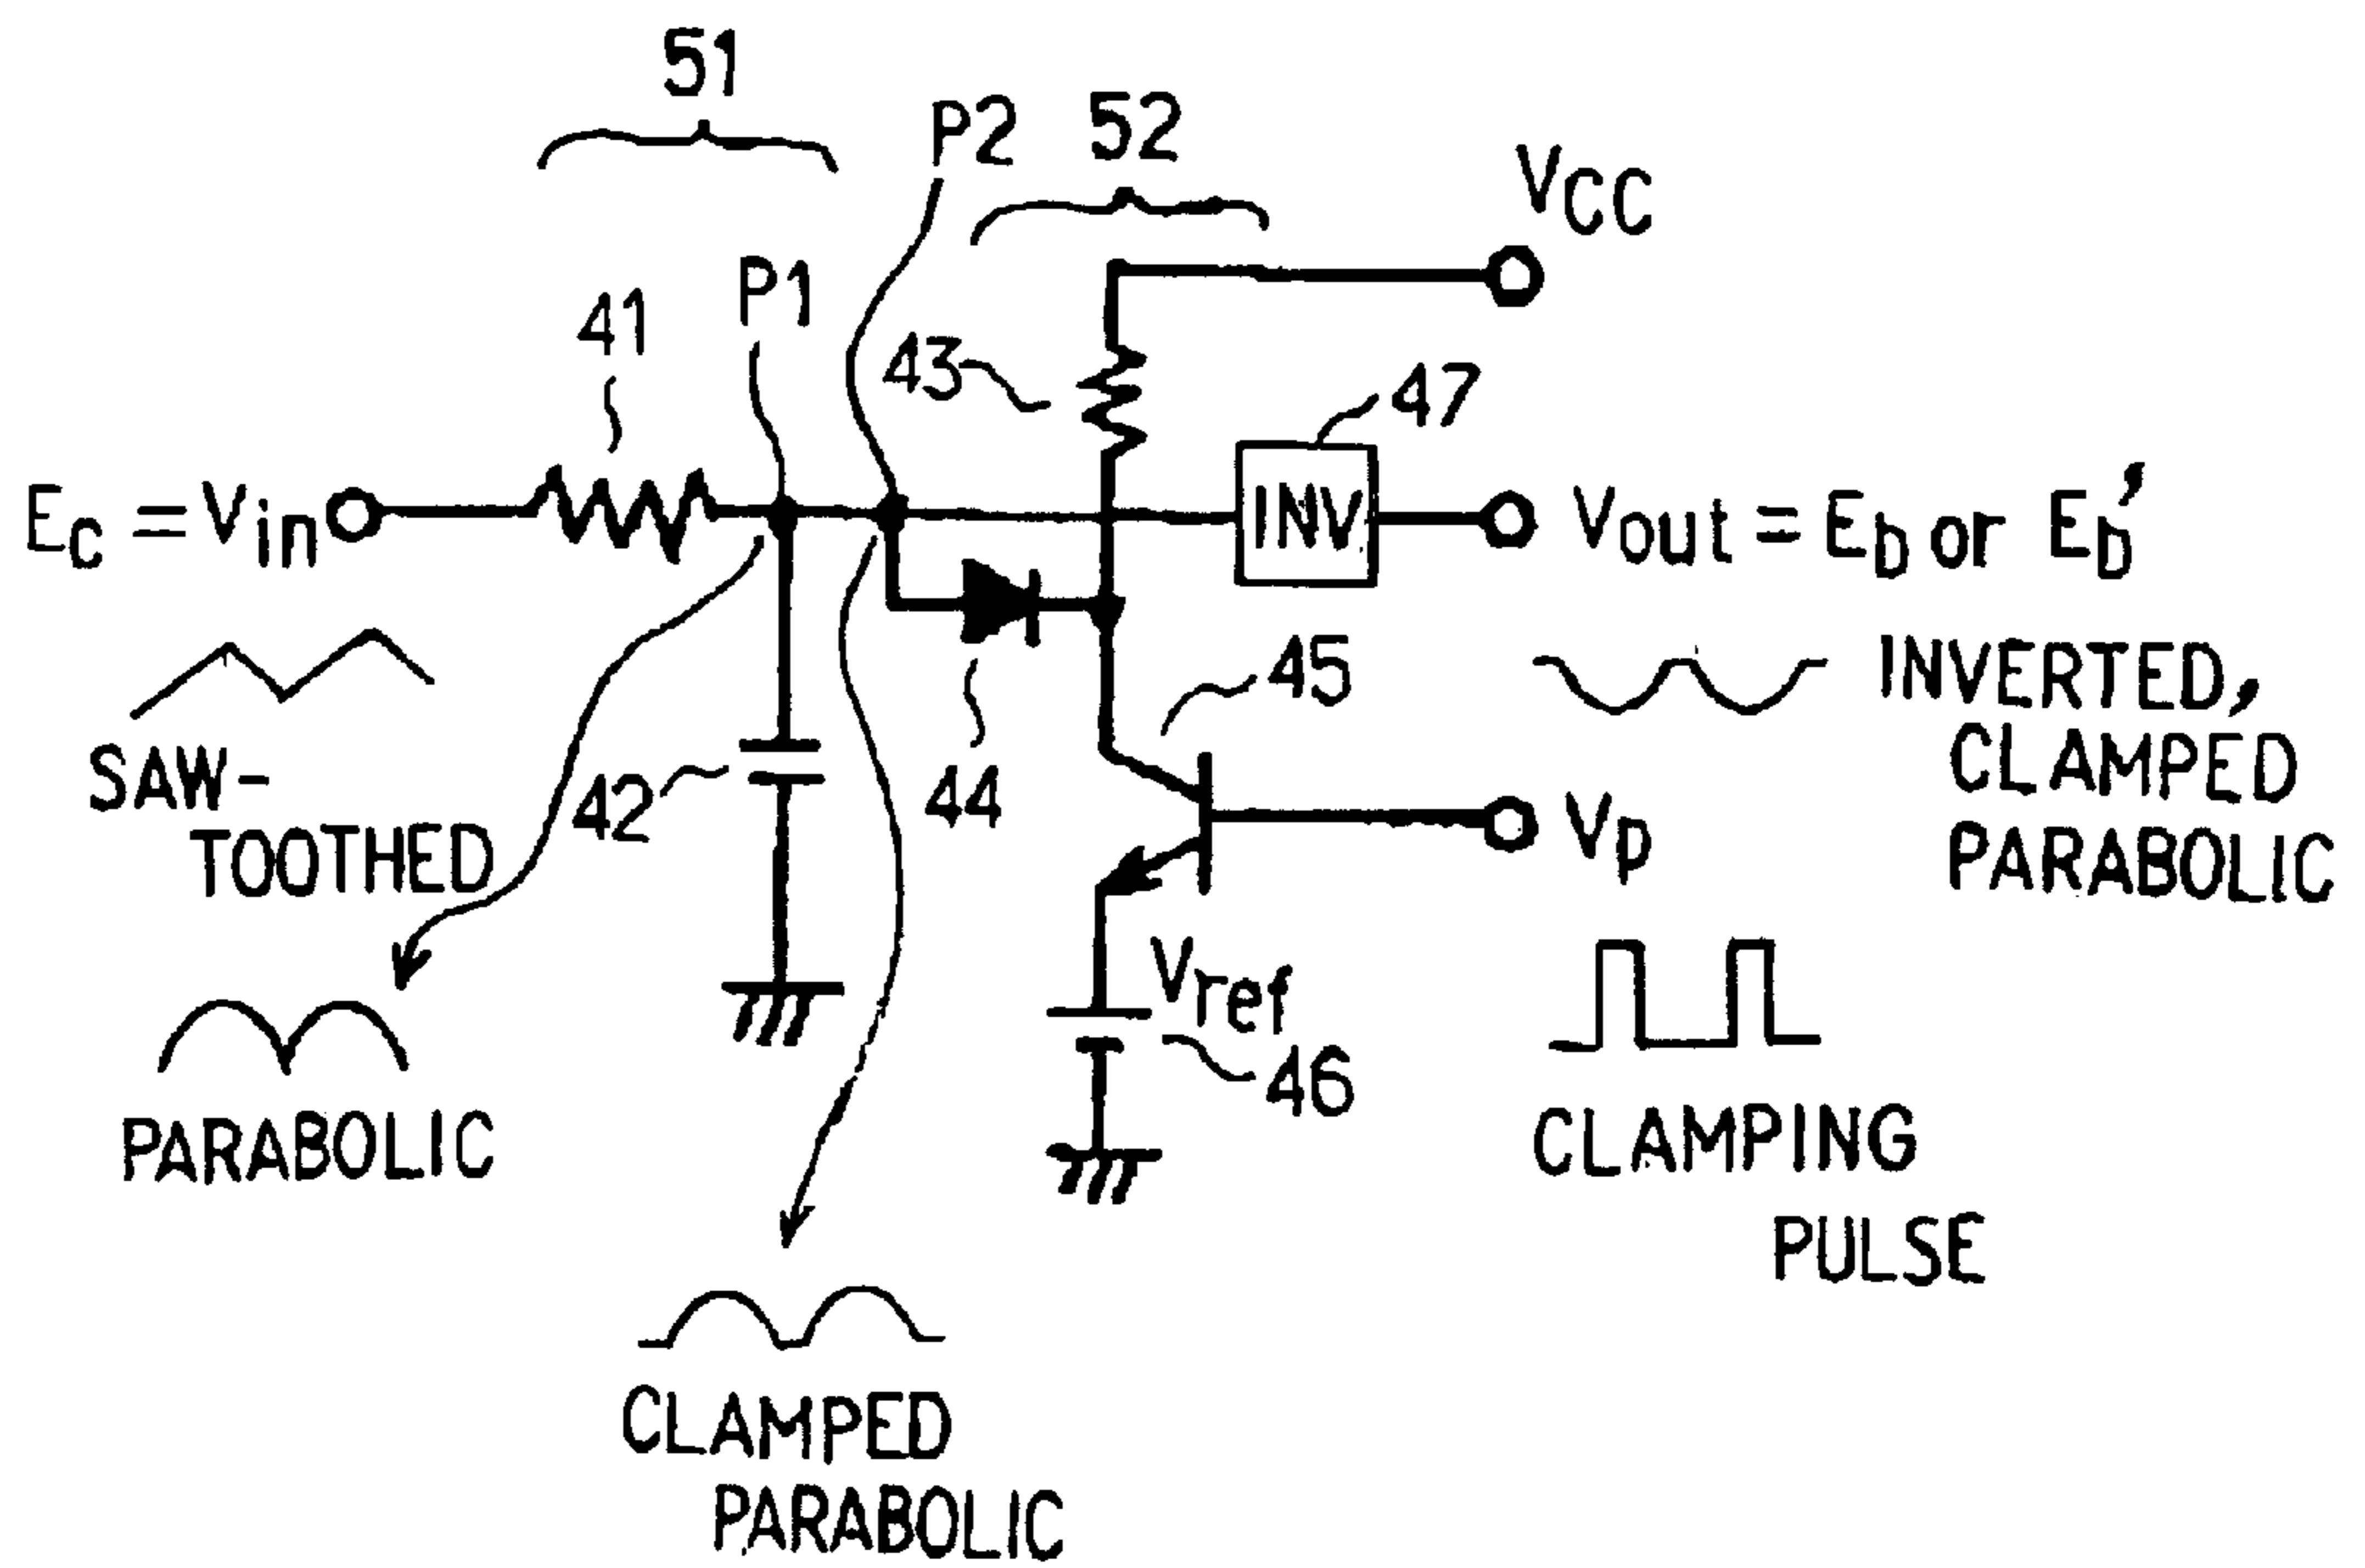 51
P2
52
VCC
P1
41
43
47
Ec = Vin
INV.
Vout = Eb or Eb'
45
INVERTED,
CLAMPED
PARABOLIC
SAW-
TOOTHED
42
44
Vp
Vref
46
PARABOLIC
CLAMPING
PULSE
CLAMPED
PARABOLIC